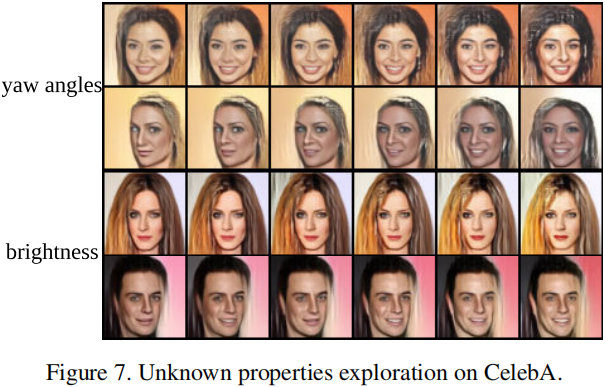 yaw angles
brightness
Figure 7. Unknown properties exploration on CelebA.